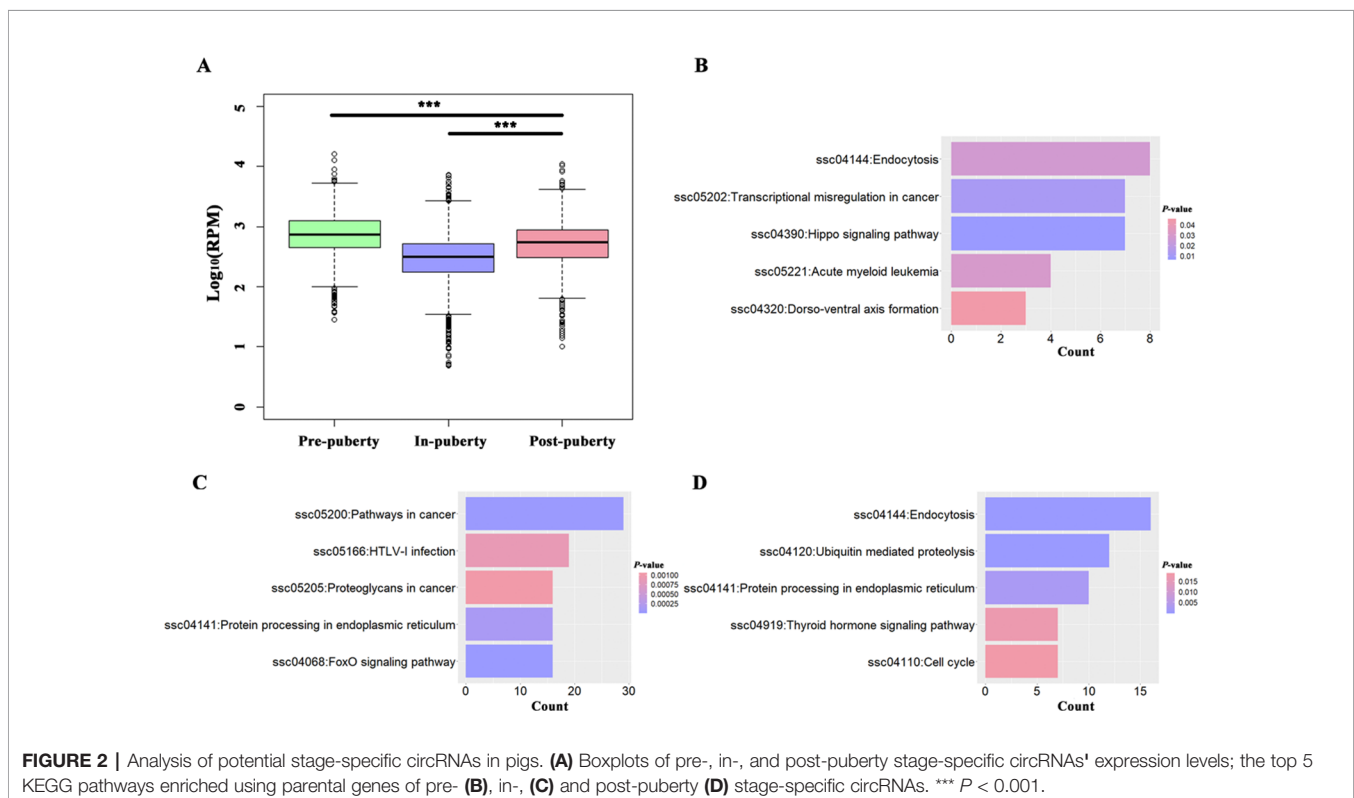 A
***
***
5
4
3
2
1
0
Log10(RPM)
Pre-puberty In-puberty Post-puberty
B
ssc04144:Endocytosis
ssc05202:Transcriptional misregulation in cancer
ssc04390:Hippo signaling pathway
ssc05221:Acute myeloid leukemia
ssc04320:Dorso-ventral axis formation
0 2 4 6 8
Count
P-value
0.04
0.03
0.02
0.01
C
ssc05200:Pathways in cancer
ssc05166:HTLV-I infection
ssc05205:Proteoglycans in cancer
ssc04141:Protein processing in endoplasmic reticulum
ssc04068:FoxO signaling pathway
0 10 20 30
Count
P-value
0.00100
0.00075
0.00050
0.00025
D
ssc04144:Endocytosis
ssc04120:Ubiquitin mediated proteolysis
ssc04141:Protein processing in endoplasmic reticulum
ssc04919:Thyroid hormone signaling pathway
ssc04110:Cell cycle
0 5 10 15
Count
P-value
0.015
0.010
0.005
FIGURE 2 | Analysis of potential stage-specific circRNAs in pigs. (A) Boxplots of pre-, in-, and post-puberty stage-specific circRNAs' expression levels; the top 5
KEGG pathways enriched using parental genes of pre- (B), in-, (C) and post-puberty (D) stage-specific circRNAs. *** P < 0.001.